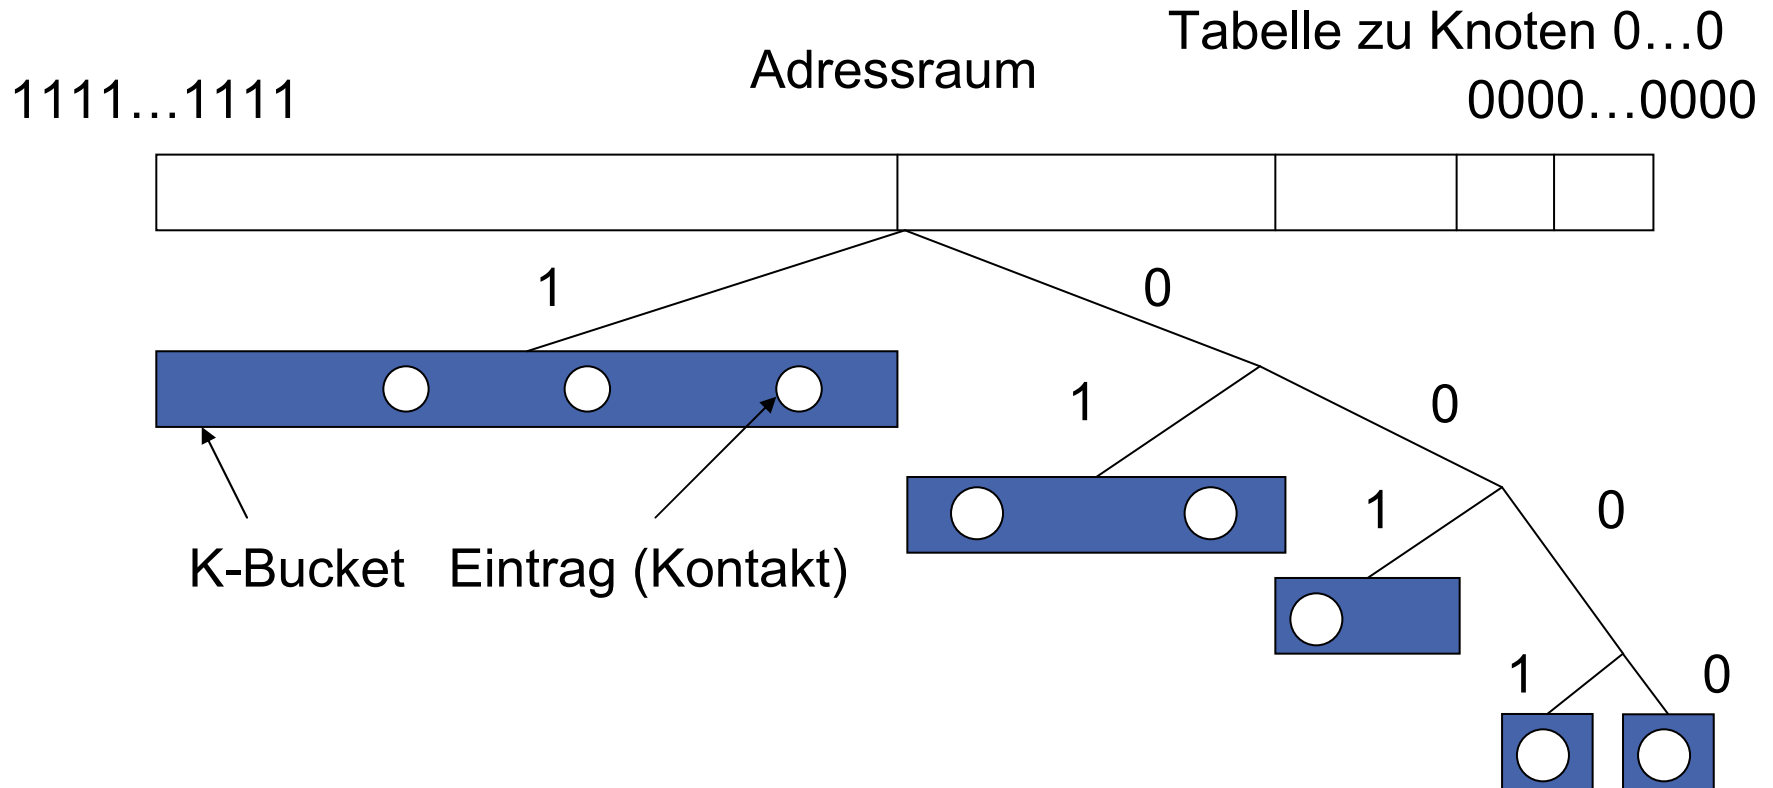 Tabelle zu Knoten 0…0
Adressraum
1111…1111
0000…0000
1
0
1
0
1
0
K-Bucket
Eintrag (Kontakt)
1
0